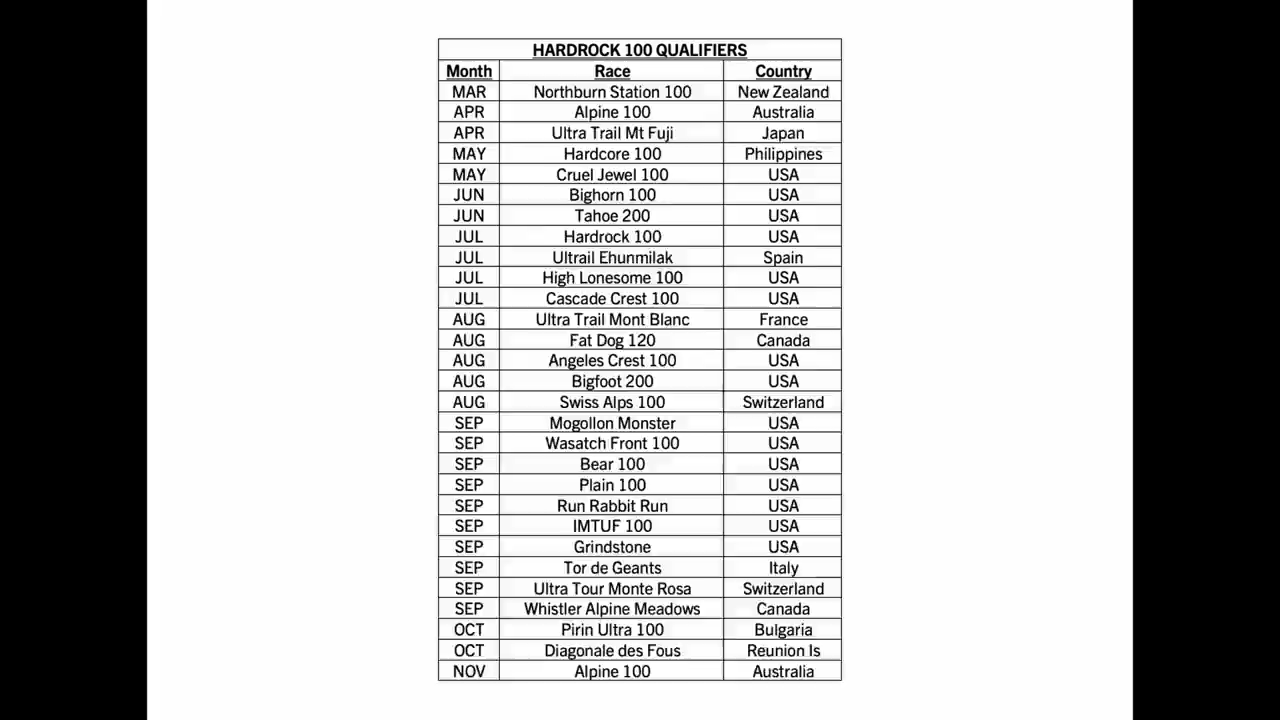 HARDROCK 100 QUALIFIERS
Month Race Country
MAR Northburn Station 100 New Zealand
APR Alpine 100 Australia
APR Ultra Trail Mt Fuji Japan
MAY Hardcore 100 Philippines
MAY Cruel Jewel 100 USA
JUN Bighorn 100 USA
JUN Tahoe 200 USA
JUL Hardrock 100 USA
JUL Ultrail Ehunmilak Spain
JUL High Lonesome 100 USA
JUL Cascade Crest 100 USA
AUG Ultra Trail Mont Blanc France
AUG Fat Dog 120 Canada
AUG Angeles Crest 100 USA
AUG Bigfoot 200 USA
AUG Swiss Alps 100 Switzerland
SEP Mogollon Monster USA
SEP Wasatch Front 100 USA
SEP Bear 100 USA
SEP Plain 100 USA
SEP Run Rabbit Run USA
SEP IMTUF 100 USA
SEP Grindstone USA
SEP Tor de Geants Italy
SEP Ultra Tour Monte Rosa Switzerland
SEP Whistler Alpine Meadows Canada
OCT Pirin Ultra 100 Bulgaria
OCT Diagonale des Fous Reunion Is
NOV Alpine 100 Australia